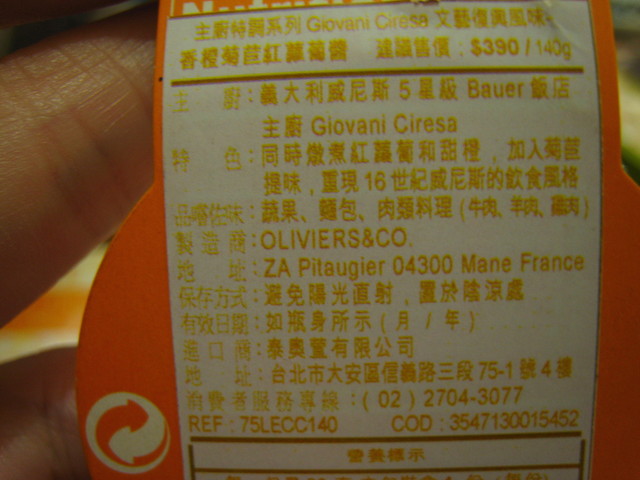 主廚特調系列 Giovani Ciresa 文藝復興風味
香橙菊苣紅蘿蔔醬 建議售價：$390 / 140g
主 廚：義大利威尼斯 5 星級 Bauer 飯店
主廚 Giovani Ciresa
特 色：同時燉煮紅蘿蔔和甜橙，加入菊苣
提味，重現 16 世紀威尼斯的飲食風格
品嚐佐味：蔬果、麵包、肉類料理 (牛肉、羊肉、雞肉)
製 造 商：OLIVIERS&CO.
地 址：ZA Pitaugier 04300 Mane France
保存方式：避免陽光直射，置於陰涼處
有效日期：如瓶身所示 ( 月 / 年 )
進 口 商：泰奧萱有限公司
地 址：台北市大安區信義路三段 75-1 號 4 樓
消費者服務專線：( 02 ) 2704-3077
REF : 75LECC140 COD : 3547130015452
營養標示